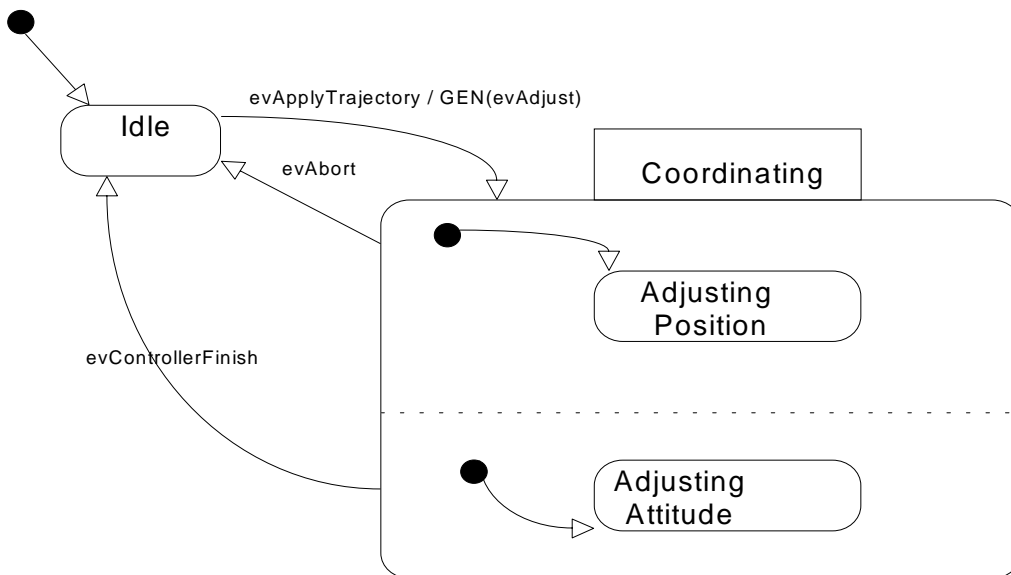 Idle
evApplyTrajectory / GEN(evAdjust)
evAbort
Coordinating
Adjusting
Position
evControllerFinish
Adjusting
Attitude